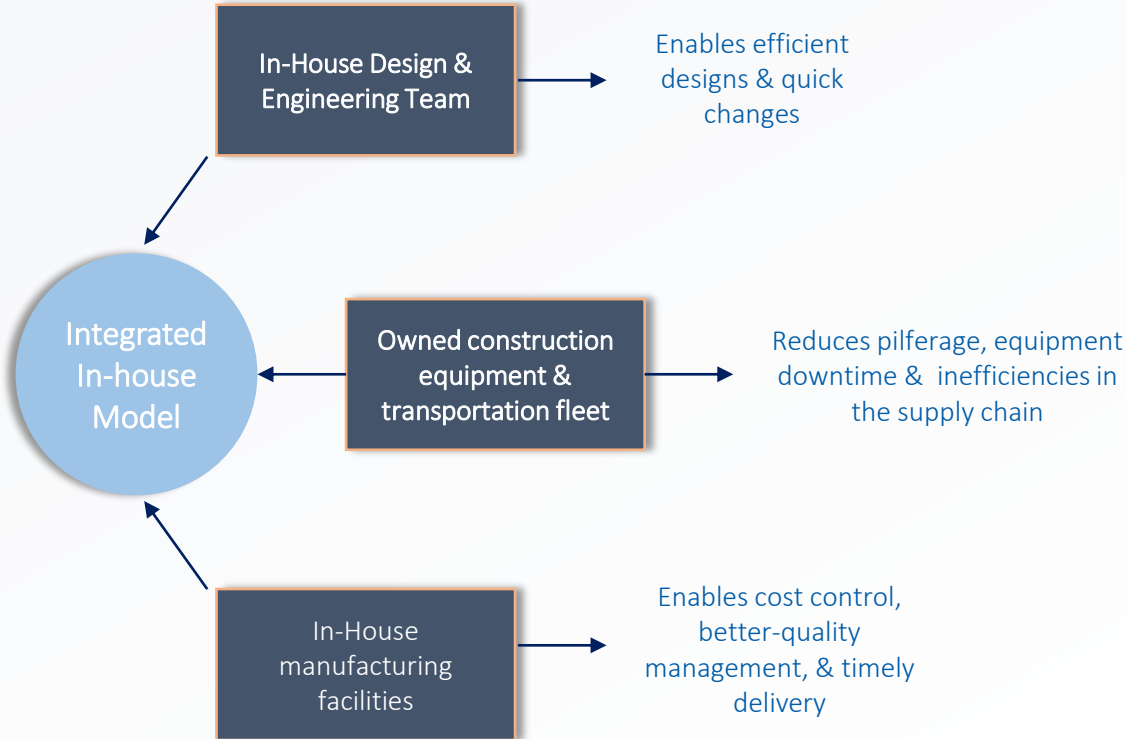 In-House Design &
Engineering Team
Enables efficient
designs & quick
changes
Integrated
In-house
Model
Owned construction
equipment &
transportation fleet
Reduces pilferage, equipment
downtime & inefficiencies in
the supply chain
In-House
manufacturing
facilities
Enables cost control,
better-quality
management, & timely
delivery